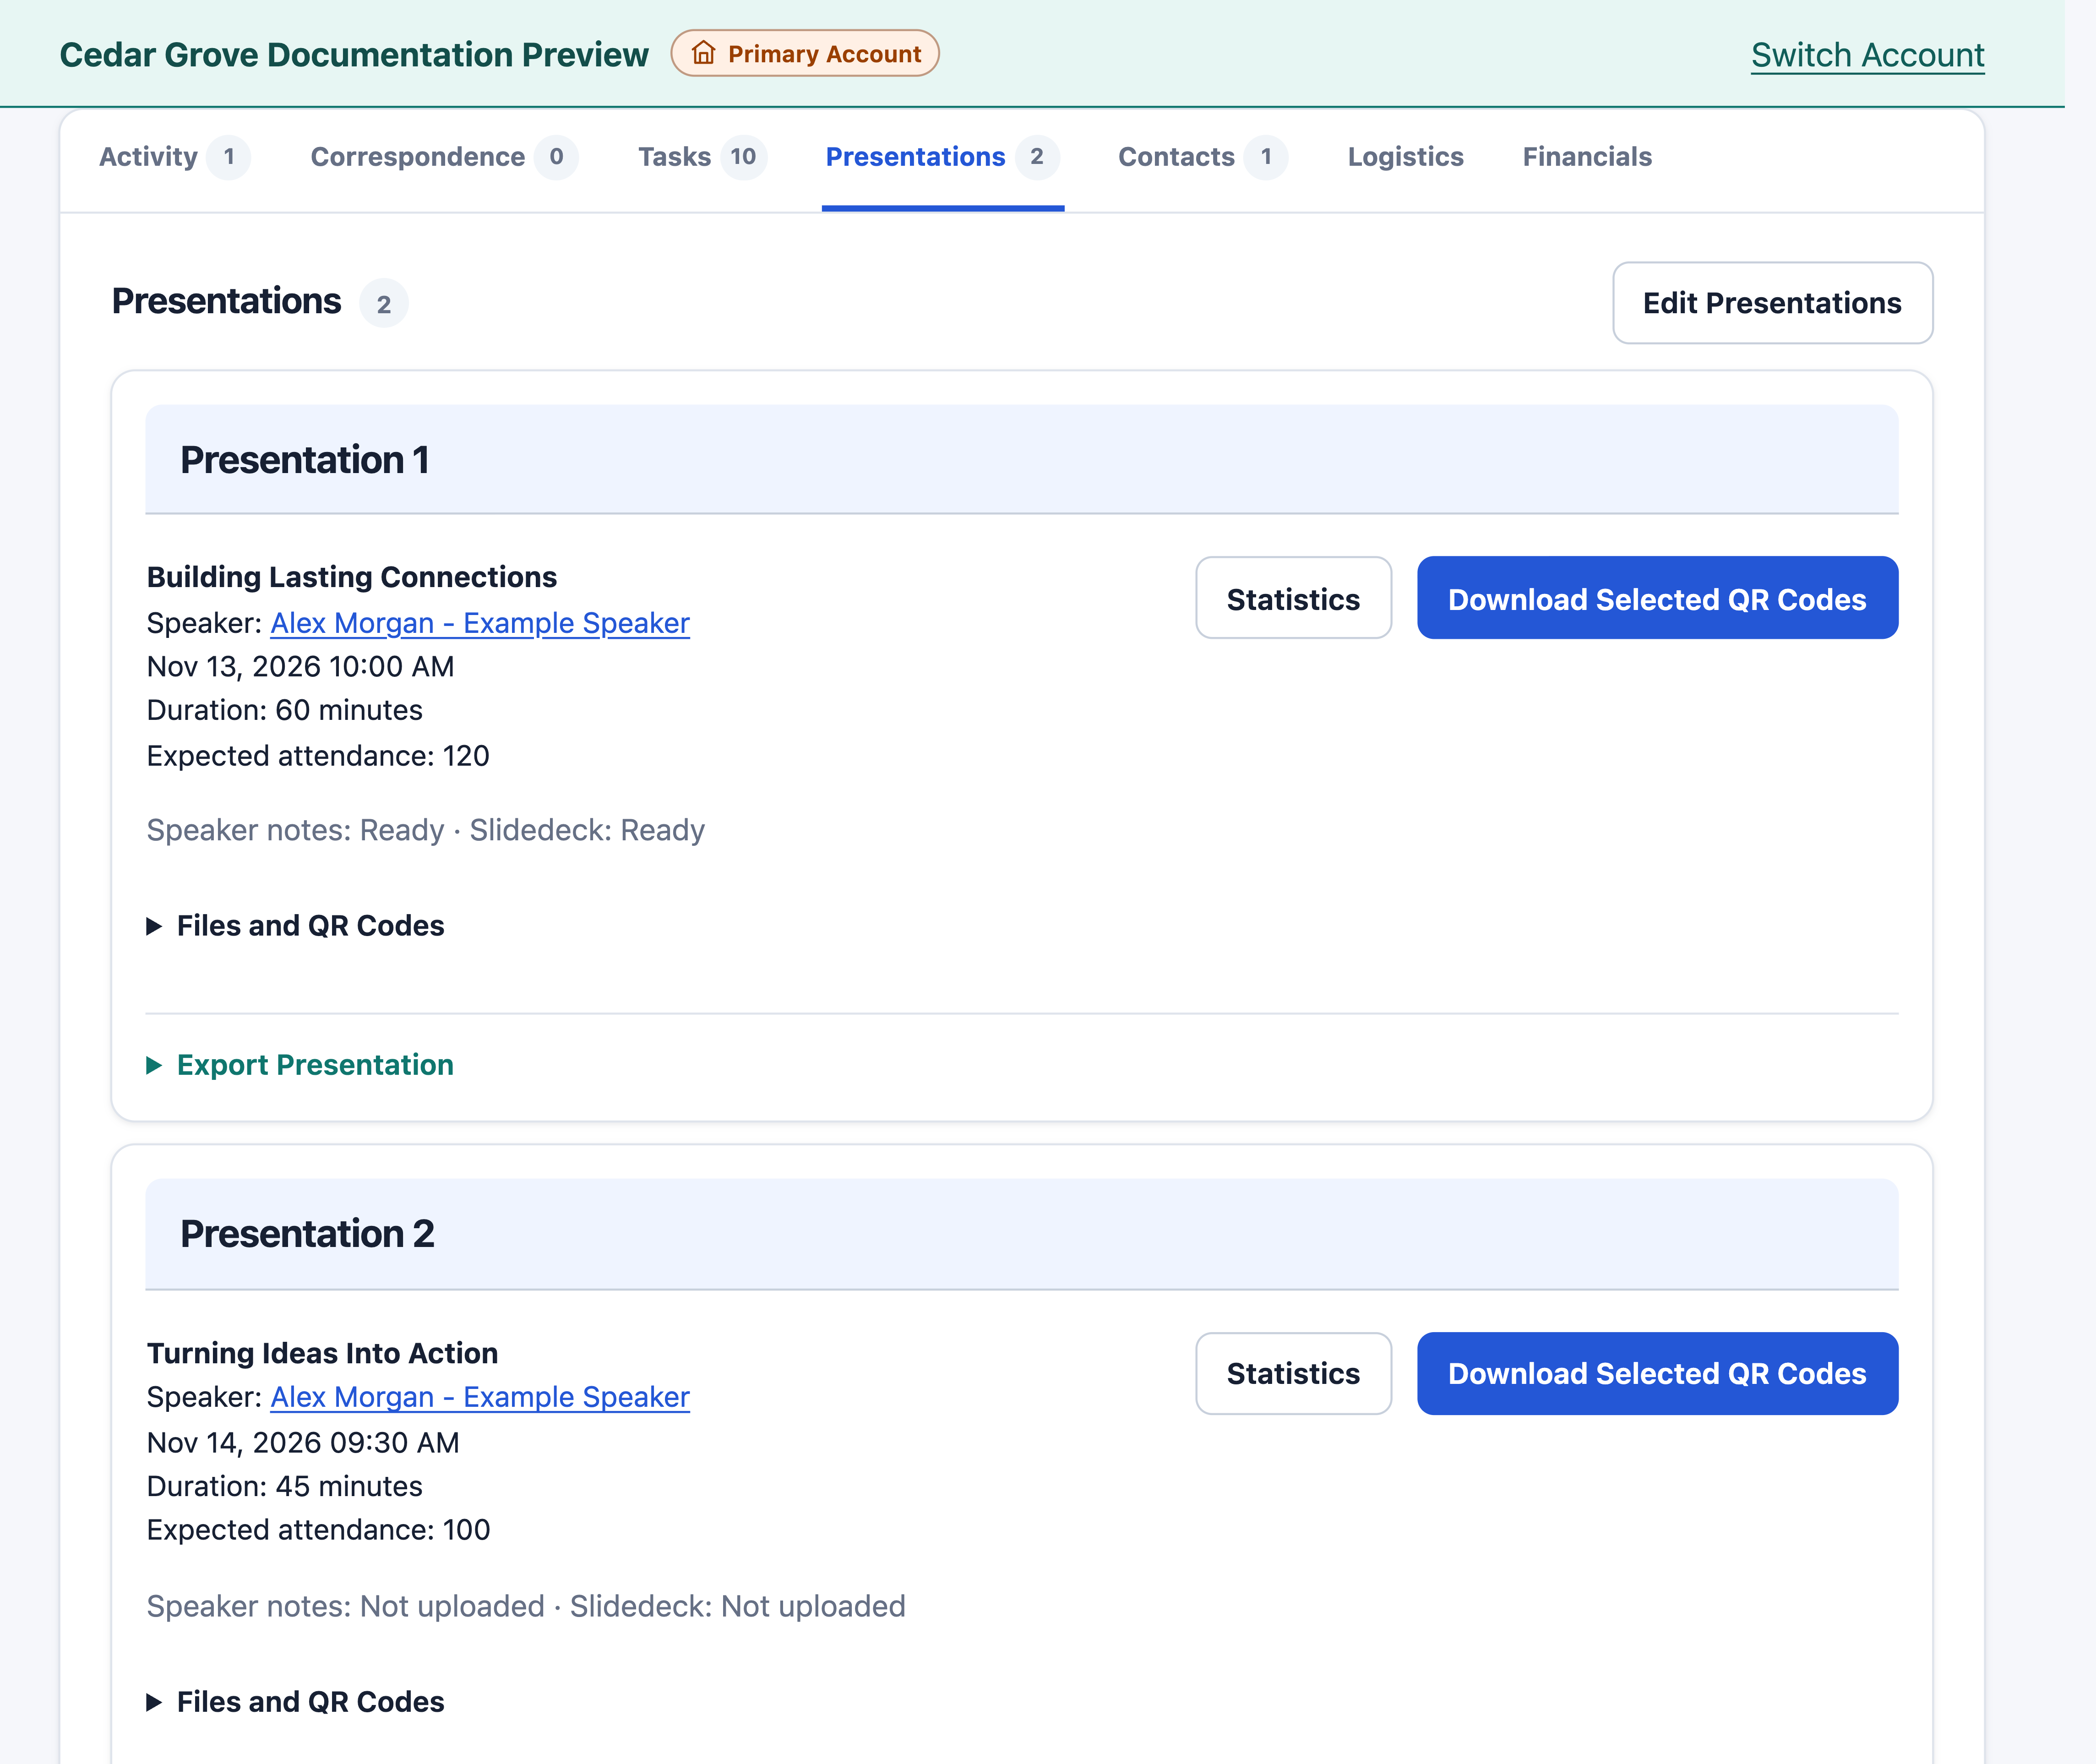 Cedar Grove Documentation Preview Primary Account Switch Account
Activity 1 Correspondence 0 Tasks 10 Presentations 2 Contacts 1 Logistics Financials
Presentations 2 Edit Presentations
Presentation 1
Building Lasting Connections
Statistics Download Selected QR Codes
Speaker: Alex Morgan - Example Speaker
Nov 13, 2026 10:00 AM
Duration: 60 minutes
Expected attendance: 120
Speaker notes: Ready · Slidedeck: Ready
Files and QR Codes
Export Presentation
Presentation 2
Turning Ideas Into Action
Statistics Download Selected QR Codes
Speaker: Alex Morgan - Example Speaker
Nov 14, 2026 09:30 AM
Duration: 45 minutes
Expected attendance: 100
Speaker notes: Not uploaded · Slidedeck: Not uploaded
Files and QR Codes